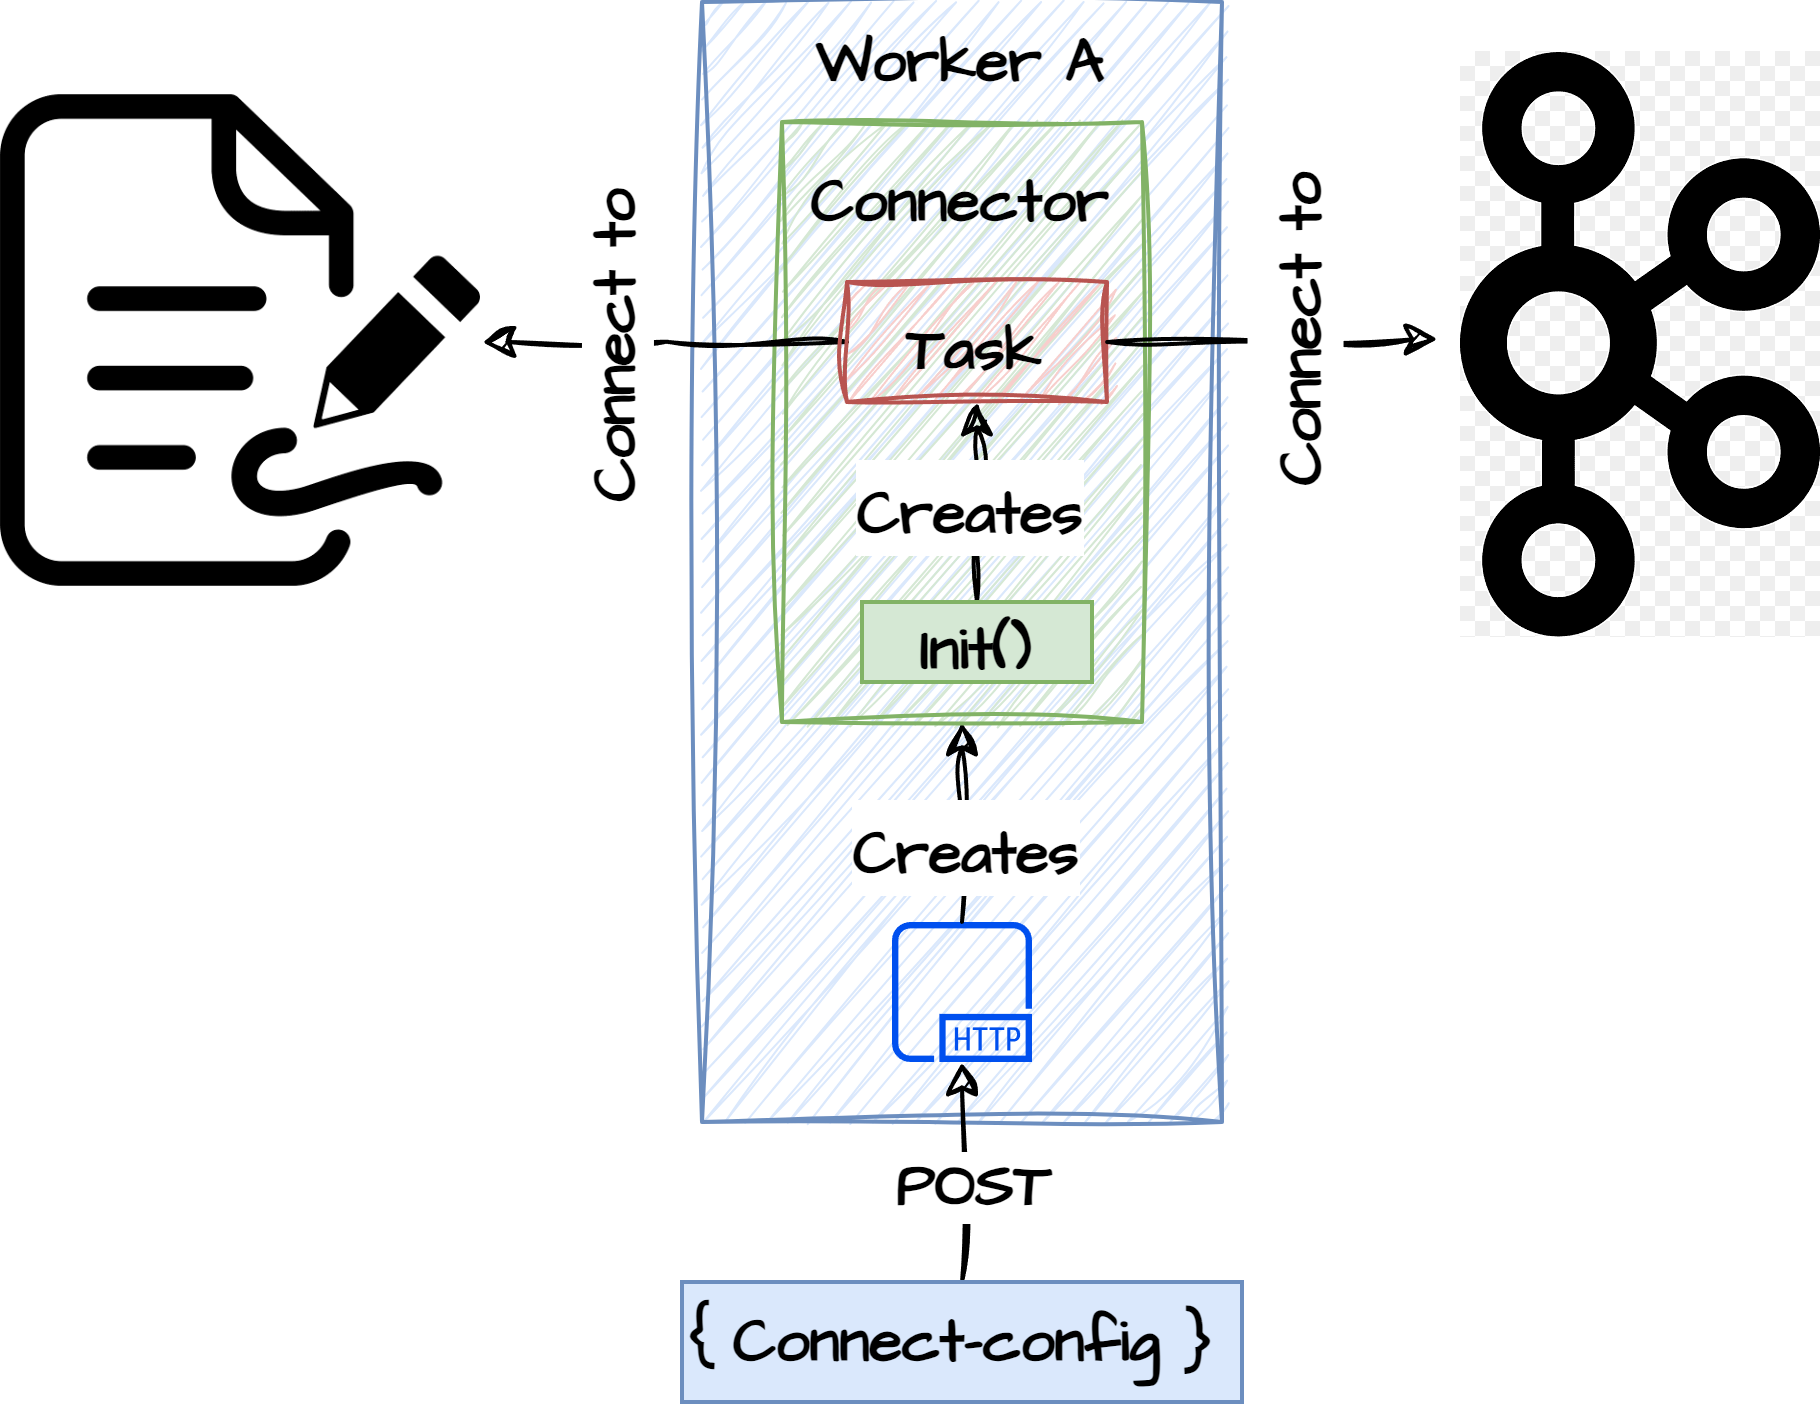 Worker A
Connector
Connect to
Task
Connect to
Creates
Init()
Creates
HTTP
POST
{ Connect-config }